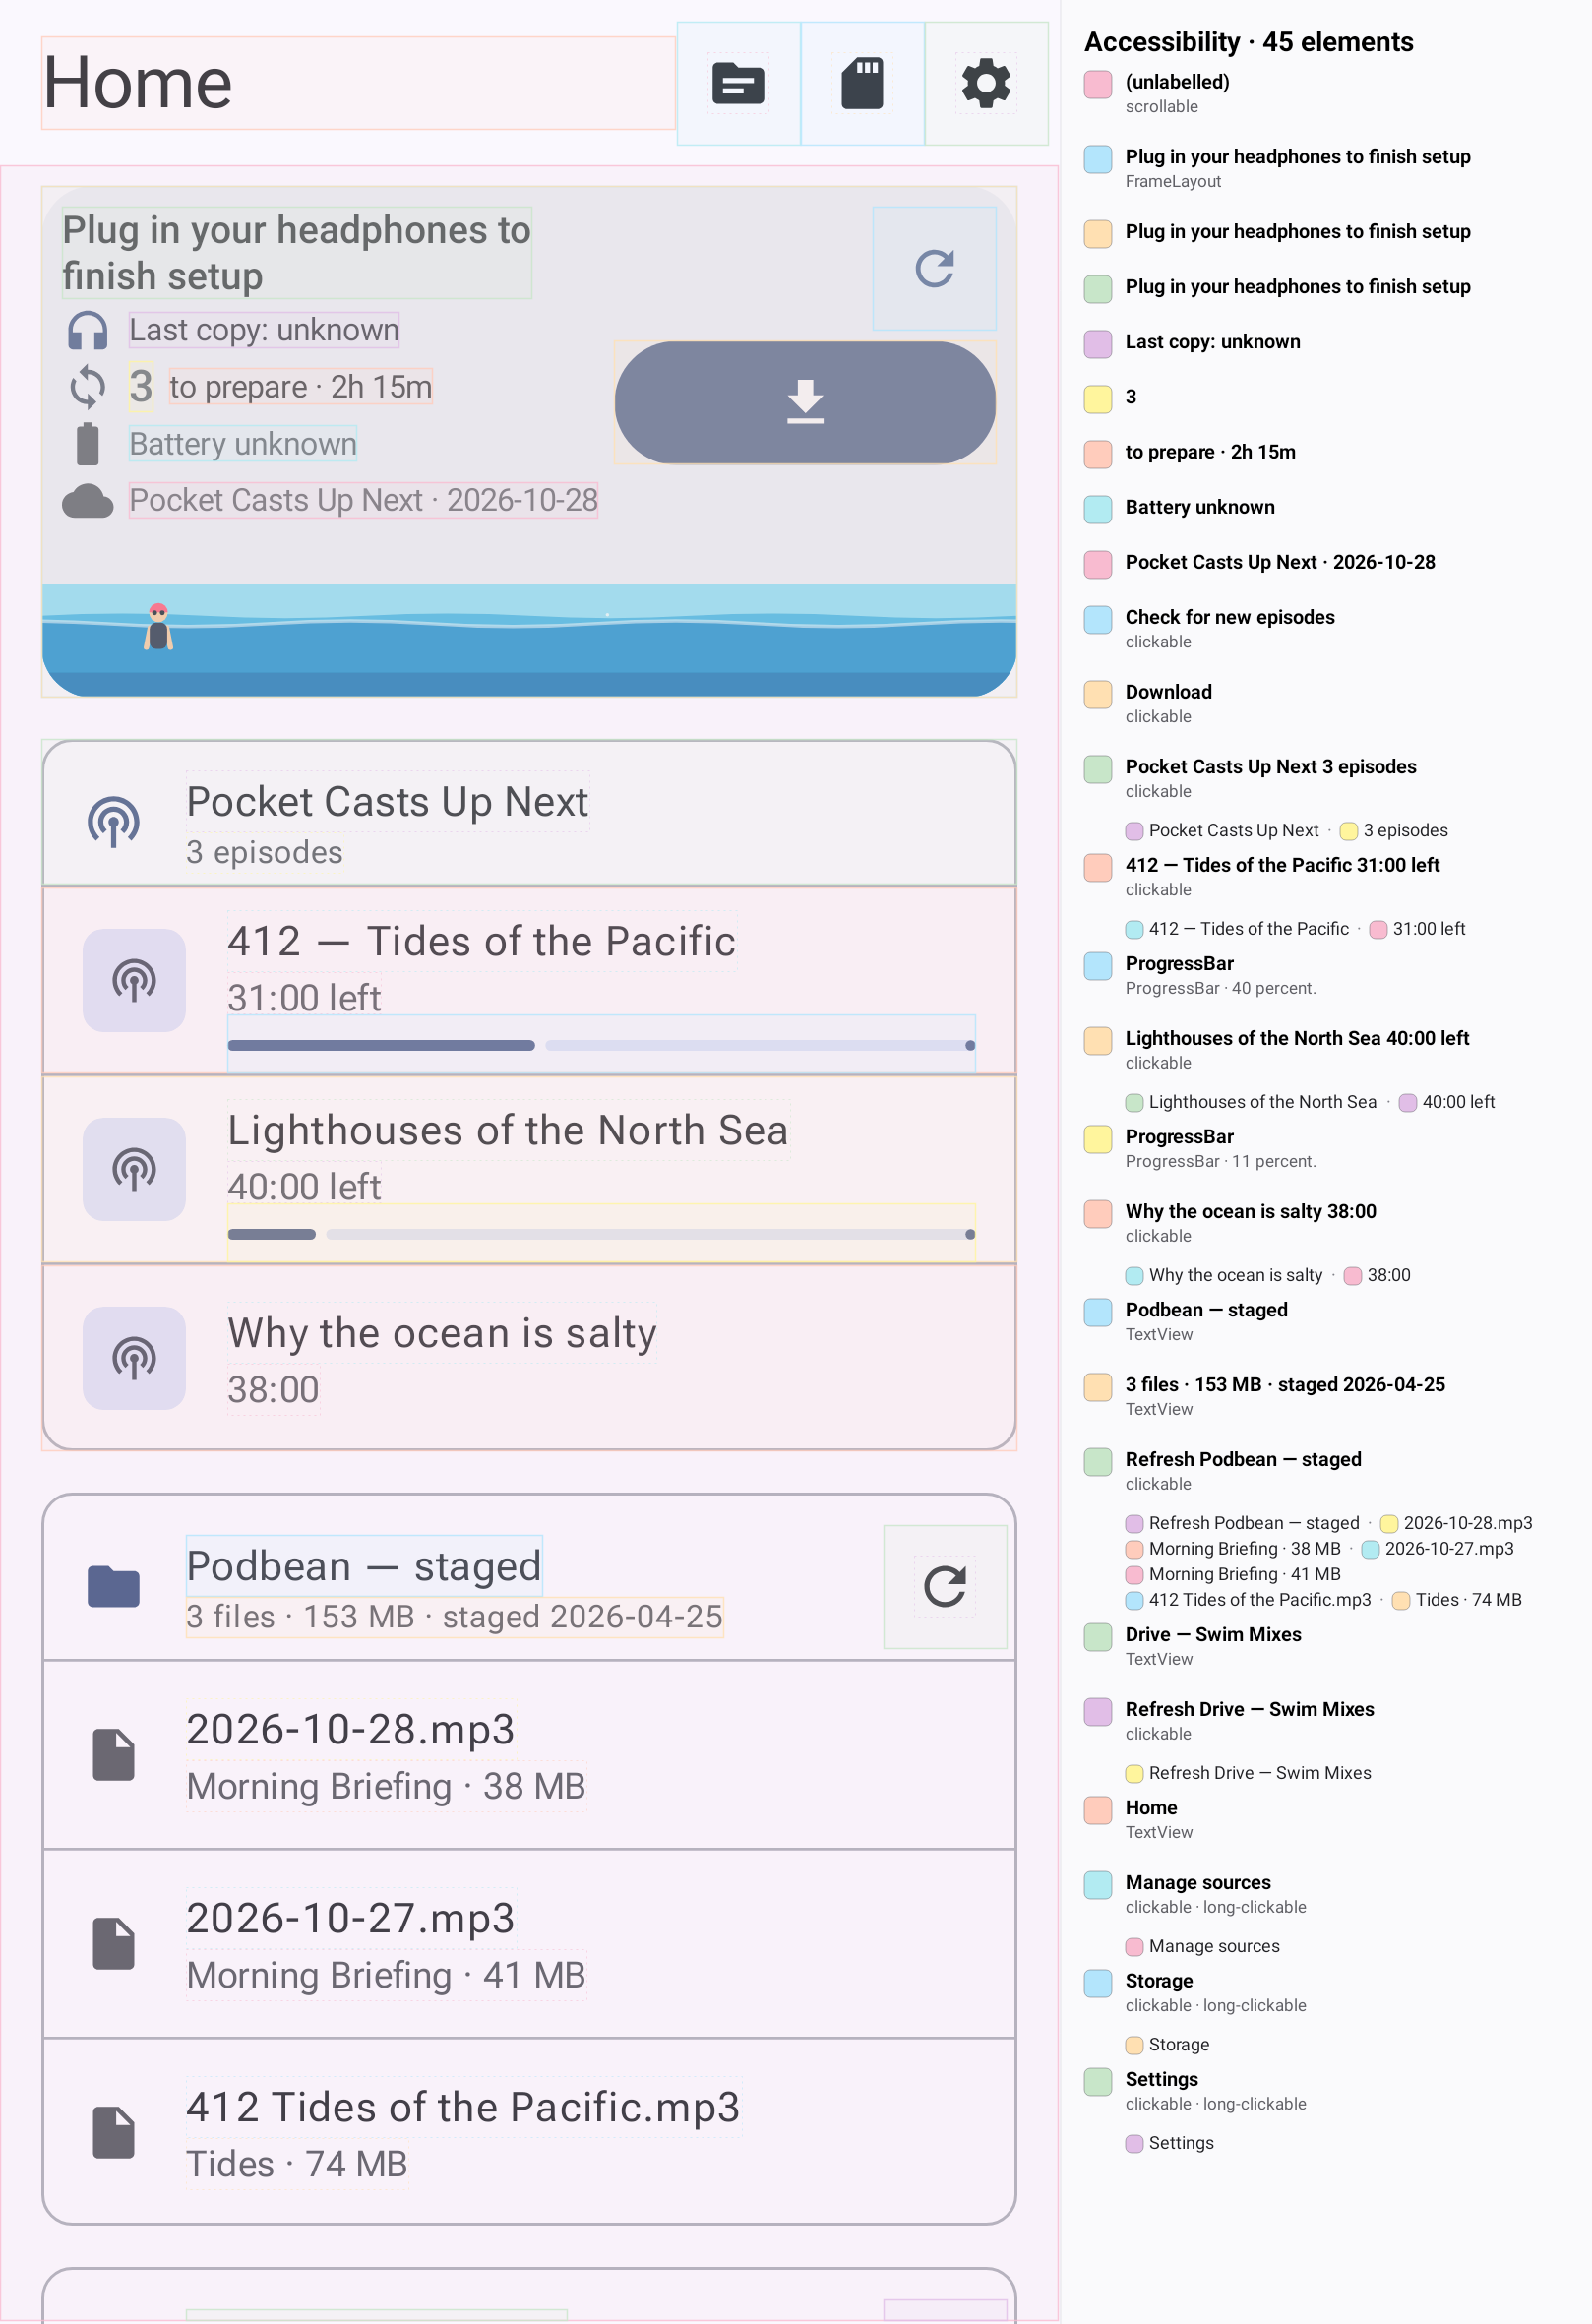 Home
Plug in your headphones to
finish setup
Last copy: unknown
3 to prepare · 2h 15m
Battery unknown
Pocket Casts Up Next · 2026-10-28
Pocket Casts Up Next
3 episodes
412 — Tides of the Pacific
31:00 left
Lighthouses of the North Sea
40:00 left
Why the ocean is salty
38:00
Podbean — staged
3 files · 153 MB · staged 2026-04-25
2026-10-28.mp3
Morning Briefing · 38 MB
2026-10-27.mp3
Morning Briefing · 41 MB
412 Tides of the Pacific.mp3
Tides · 74 MB
Accessibility · 45 elements
(unlabelled)
scrollable
Plug in your headphones to finish setup
FrameLayout
Plug in your headphones to finish setup
Plug in your headphones to finish setup
Last copy: unknown
3
to prepare · 2h 15m
Battery unknown
Pocket Casts Up Next · 2026-10-28
Check for new episodes
clickable
Download
clickable
Pocket Casts Up Next 3 episodes
clickable
Pocket Casts Up Next · 3 episodes
412 — Tides of the Pacific 31:00 left
clickable
412 — Tides of the Pacific · 31:00 left
ProgressBar
ProgressBar · 40 percent.
Lighthouses of the North Sea 40:00 left
clickable
Lighthouses of the North Sea · 40:00 left
ProgressBar
ProgressBar · 11 percent.
Why the ocean is salty 38:00
clickable
Why the ocean is salty · 38:00
Podbean — staged
TextView
3 files · 153 MB · staged 2026-04-25
TextView
Refresh Podbean — staged
clickable
Refresh Podbean — staged · 2026-10-28.mp3
Morning Briefing · 38 MB · 2026-10-27.mp3
Morning Briefing · 41 MB
412 Tides of the Pacific.mp3 · Tides · 74 MB
Drive — Swim Mixes
TextView
Refresh Drive — Swim Mixes
clickable
Refresh Drive — Swim Mixes
Home
TextView
Manage sources
clickable · long-clickable
Manage sources
Storage
clickable · long-clickable
Storage
Settings
clickable · long-clickable
Settings